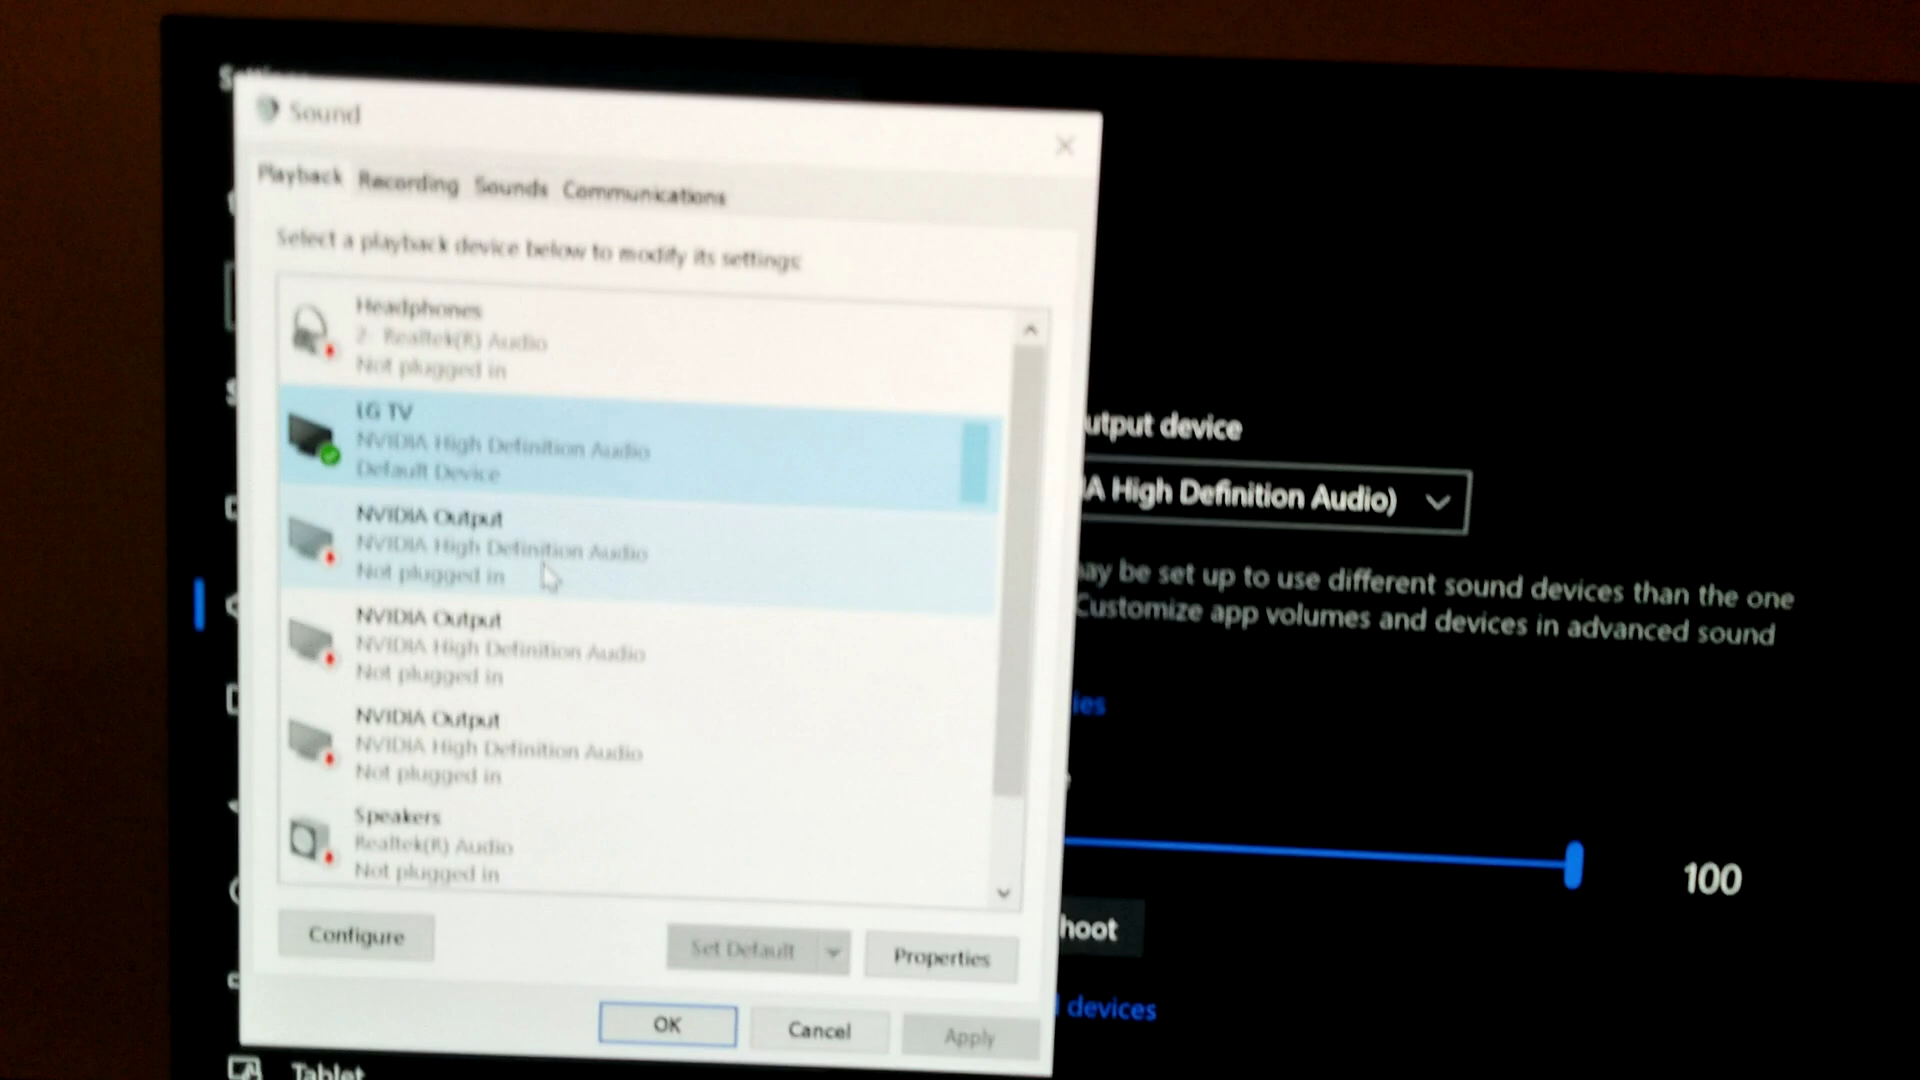 Sound
Playback Recording Sounds Communications
Select a playback device below to modify its settings:
Headphones
2- Realtek(R) Audio
Not plugged in
LG TV
NVIDIA High Definition Audio
Default Device
NVIDIA Output
NVIDIA High Definition Audio
Not plugged in
NVIDIA Output
NVIDIA High Definition Audio
Not plugged in
NVIDIA Output
NVIDIA High Definition Audio
Not plugged in
Speakers
Realtek(R) Audio
Not plugged in
Configure
Set Default
Properties
OK
Cancel
Apply
utput device
A High Definition Audio)
ay be set up to use different sound devices than the one
Customize app volumes and devices in advanced sound
ies
100
hoot
devices
Tablet